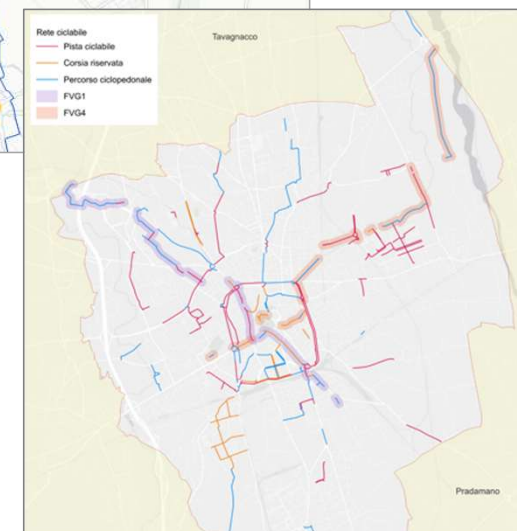 Rete ciclabile
Pista ciclabile
Corsia riservata
Percorso ciclopedonale
FVG1
FVG4
Tavagnacco
Pradamano